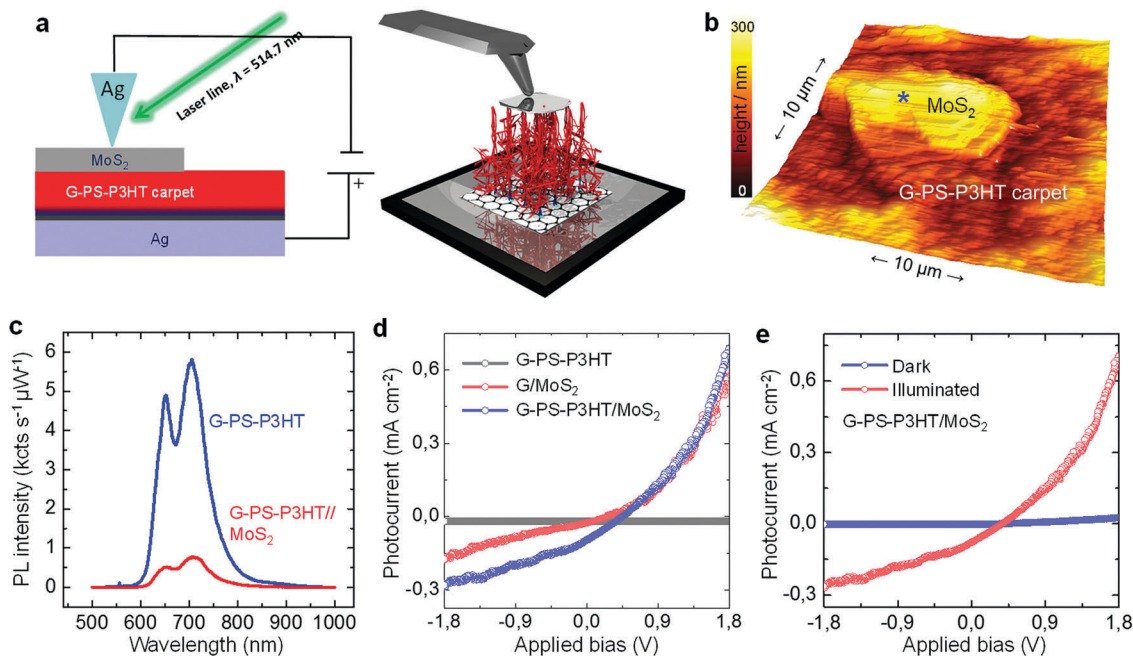 a
Laser line, λ = 514.7 nm
Ag
MoS₂
G-PS-P3HT carpet
Ag
+
b
300
height / nm
0
← 10 µm →
MoS₂
*
G-PS-P3HT carpet
← 10 µm →
c
PL intensity (kcts s⁻¹ µW⁻¹)
6
5
4
3
2
1
0
G-PS-P3HT
G-PS-P3HT//
MoS₂
500 600 700 800 900 1000
Wavelength (nm)
d
Photocurrent (mA cm⁻²)
0,6
0,3
0,0
-0,3
G-PS-P3HT
G/MoS₂
G-PS-P3HT/MoS₂
-1,8 -0,9 0,0 0,9 1,8
Applied bias (V)
e
Photocurrent (mA cm⁻²)
0,6
0,3
0,0
-0,3
Dark
Illuminated
G-PS-P3HT/MoS₂
-1,8 -0,9 0,0 0,9 1,8
Applied bias (V)